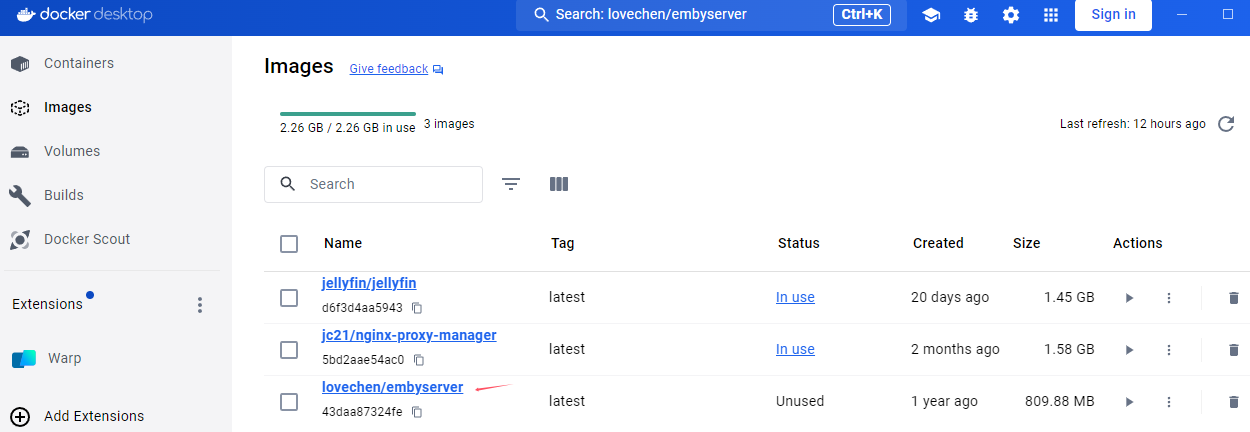 docker desktop
Search: lovechen/embyserver
Ctrl+K
Sign in
Containers
Images
Volumes
Builds
Docker Scout
Extensions
Warp
Add Extensions
Images
Give feedback
2.26 GB / 2.26 GB in use
3 images
Last refresh: 12 hours ago
Search
Name Tag Status Created Size Actions
jellyfin/jellyfin
d6f3d4aa5943
latest In use 20 days ago 1.45 GB
jc21/nginx-proxy-manager
5bd2aae54ac0
latest In use 2 months ago 1.58 GB
lovechen/embyserver
43daa87324fe
latest Unused 1 year ago 809.88 MB